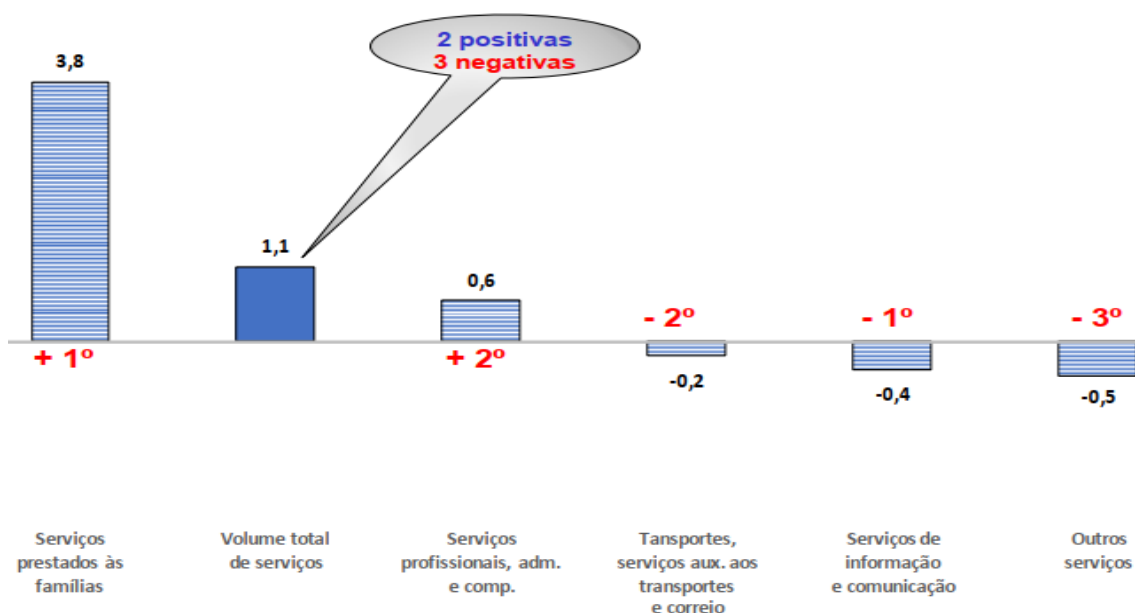 2 positivas
3 negativas
3,8
1,1
0,6
- 2º
- 1º
- 3º
+ 1º
+ 2º
-0,2
-0,4
-0,5
Serviços
prestados às
famílias
Volume total
de serviços
Serviços
profissionais, adm.
e comp.
Tansportes,
serviços aux. aos
transportes
e correio
Serviços de
informação
e comunicação
Outros
serviços